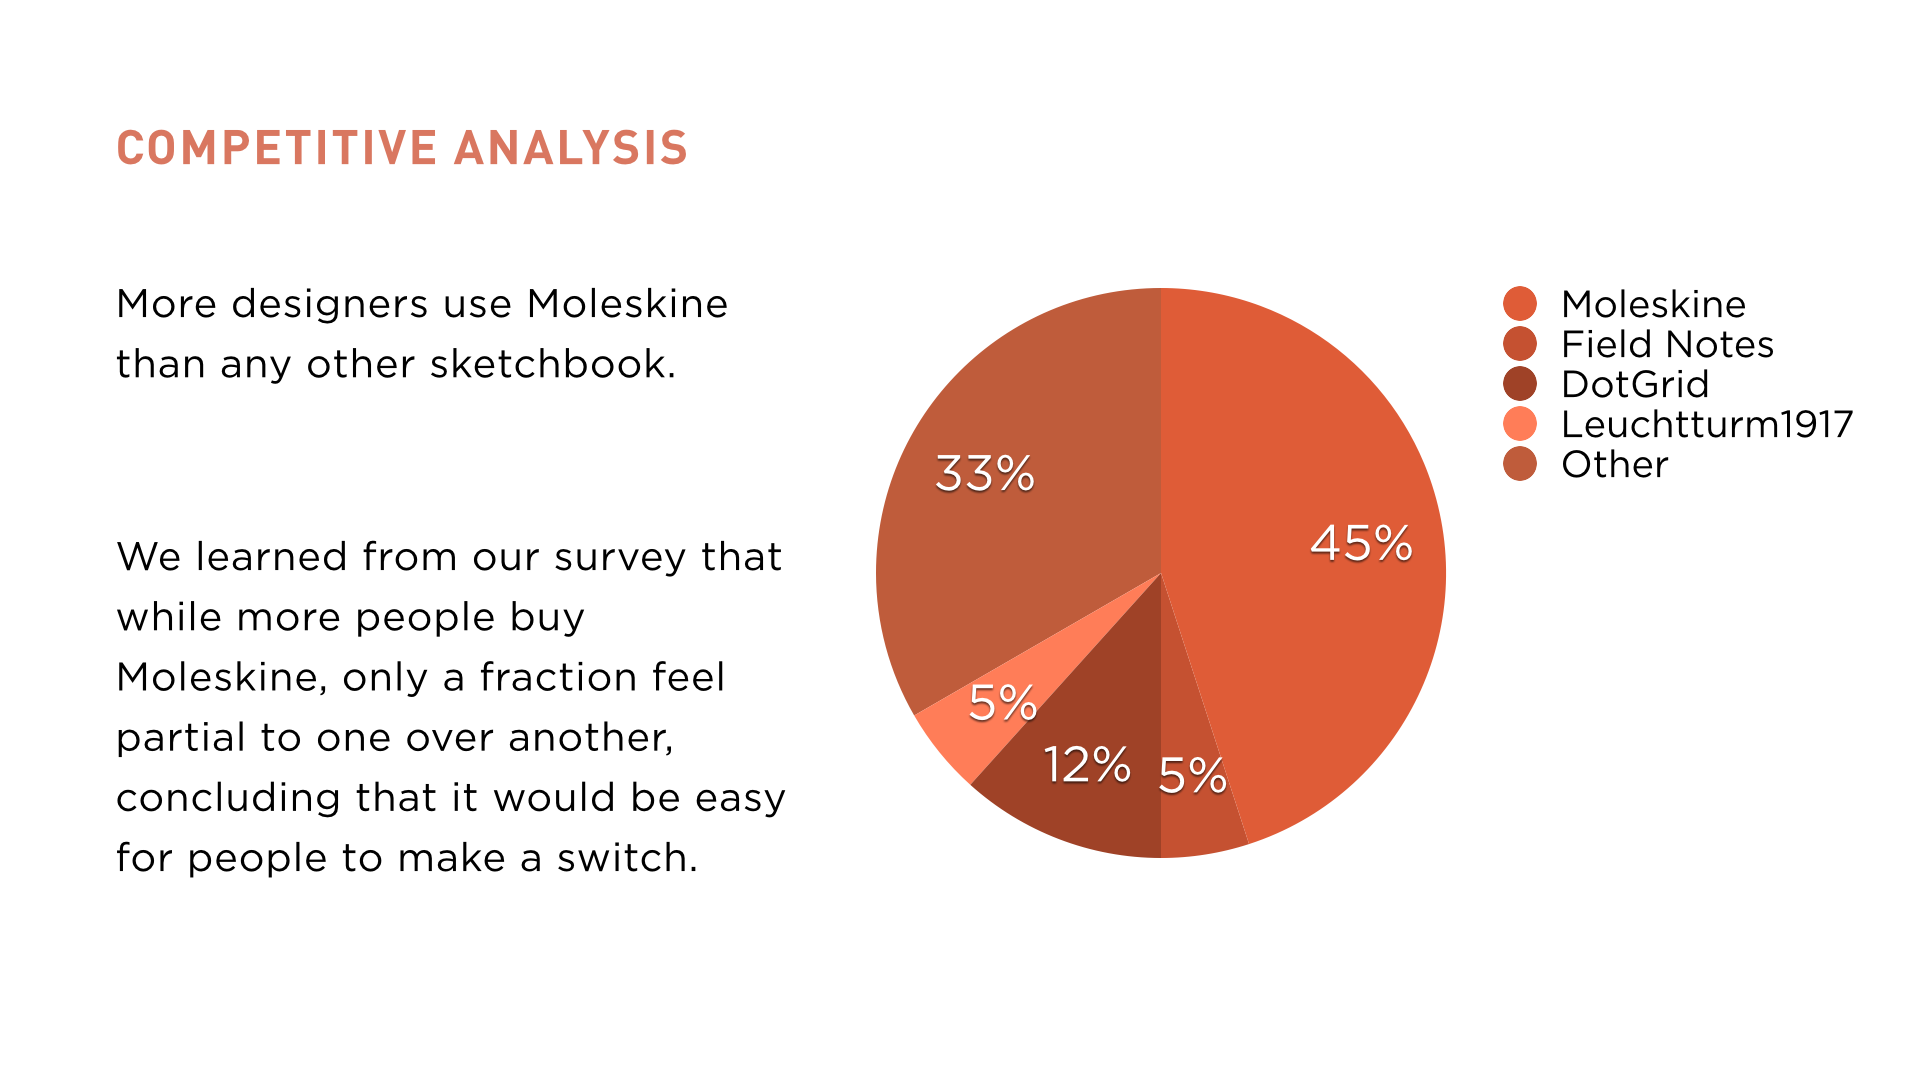 COMPETITIVE ANALYSIS
More designers use Moleskine
than any other sketchbook.
We learned from our survey that
while more people buy
Moleskine, only a fraction feel
partial to one over another,
concluding that it would be easy
for people to make a switch.
33%
45%
5%
12%
5%
Moleskine
Field Notes
DotGrid
Leuchtturm1917
Other